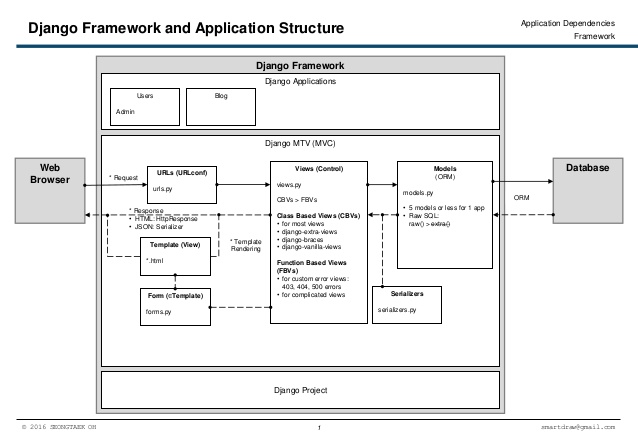 Django Framework and Application Structure
Application Dependencies
Framework
Django Framework
Django Applications
Users
Admin
Blog
Django MTV (MVC)
Web
Browser
* Request
URLs (URLconf)
urls.py
* Response
• HTML: HttpResponse
• JSON: Serializer
Template (View)
*.html
* Template
Rendering
Form (⊂Template)
forms.py
Views (Control)
views.py
CBVs > FBVs
Class Based Views (CBVs)
• for most views
• django-extra-views
• django-braces
• django-vanilla-views
Function Based Views
(FBVs)
• for custom error views:
403, 404, 500 errors
• for complicated views
Models
(ORM)
models.py
• 5 models or less for 1 app
• Raw SQL:
raw() > extra()
Serializers
serializers.py
ORM
Database
Django Project
© 2016 SEONGTAEK OH
1
smartdraw@gmail.com